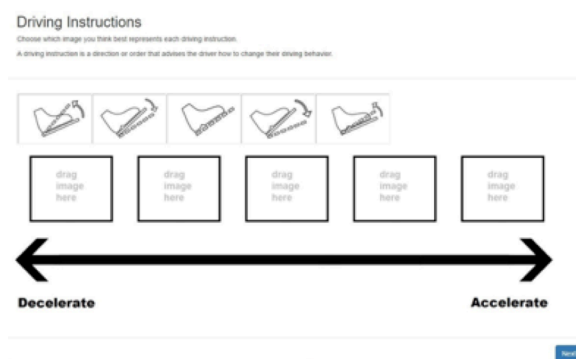 Driving Instructions
Choose which image you think best represents each driving instruction.
A driving instruction is a direction or order that advises the driver how to change their driving behavior.
drag
image
here
drag
image
here
drag
image
here
drag
image
here
drag
image
here
Decelerate
Accelerate
Next